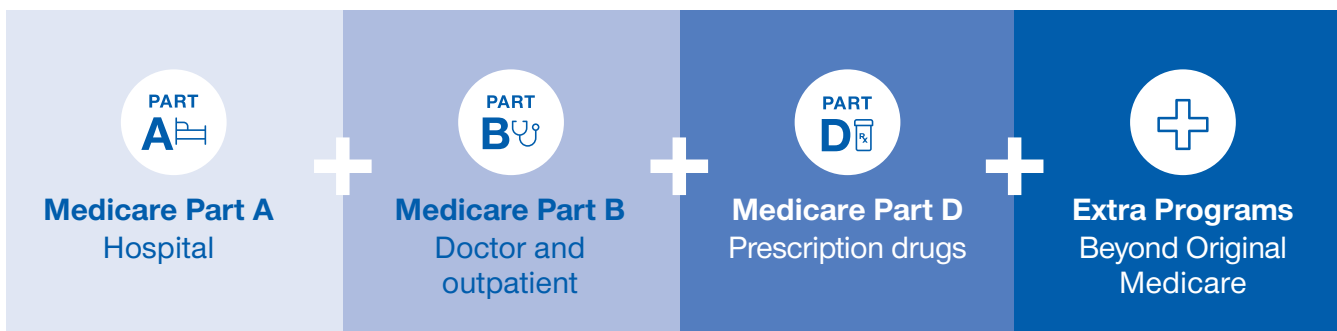 PART
A
Medicare Part A
Hospital
PART
B
Medicare Part B
Doctor and
outpatient
PART
D
Rx
Medicare Part D
Prescription drugs
Extra Programs
Beyond Original
Medicare